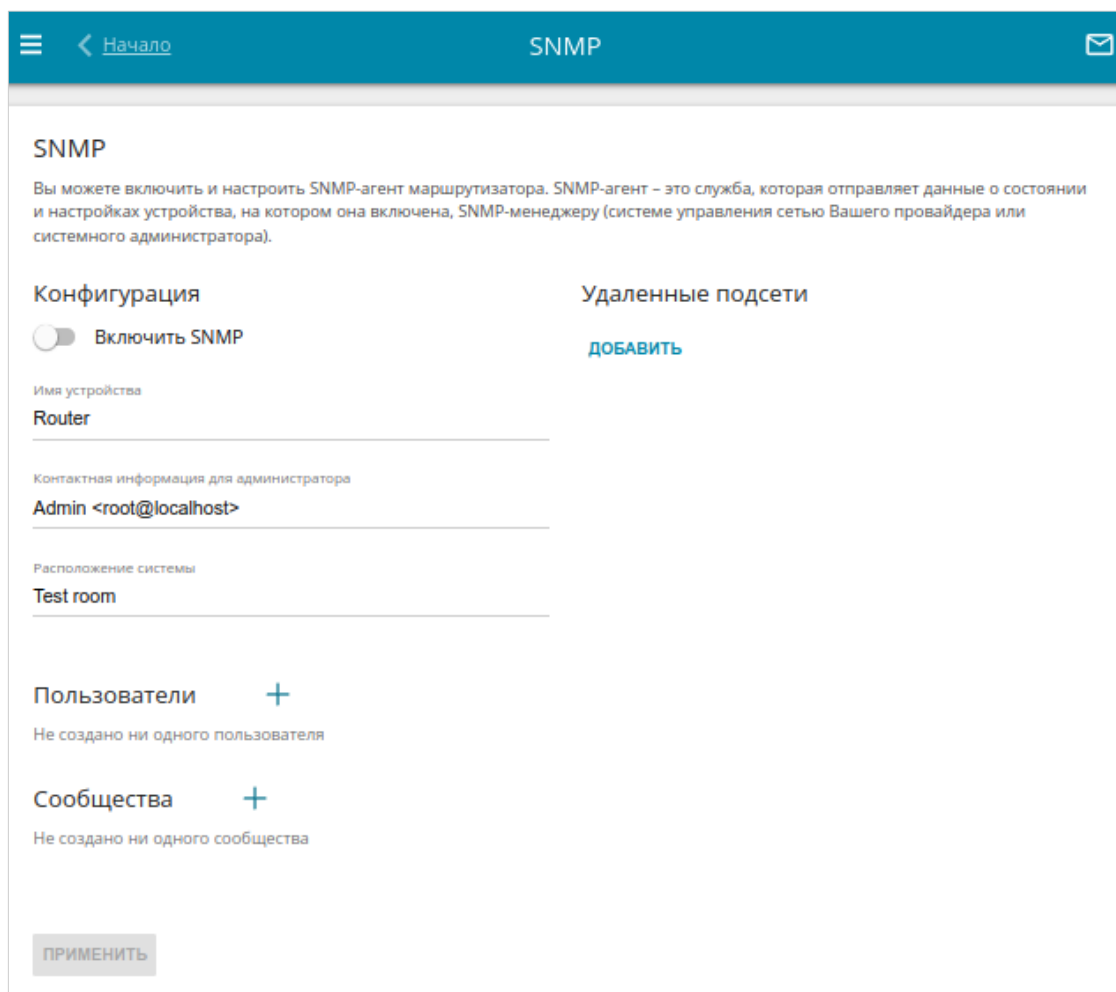 Начало
SNMP
SNMP
Вы можете включить и настроить SNMP-агент маршрутизатора. SNMP-агент – это служба, которая отправляет данные о состоянии
и настройках устройства, на котором она включена, SNMP-менеджеру (системе управления сетью Вашего провайдера или
системного администратора).
Конфигурация
Включить SNMP
Имя устройства
Router
Контактная информация для администратора
Admin <root@localhost>
Расположение системы
Test room
Удаленные подсети
ДОБАВИТЬ
Пользователи
Не создано ни одного пользователя
Сообщества
Не создано ни одного сообщества
ПРИМЕНИТЬ